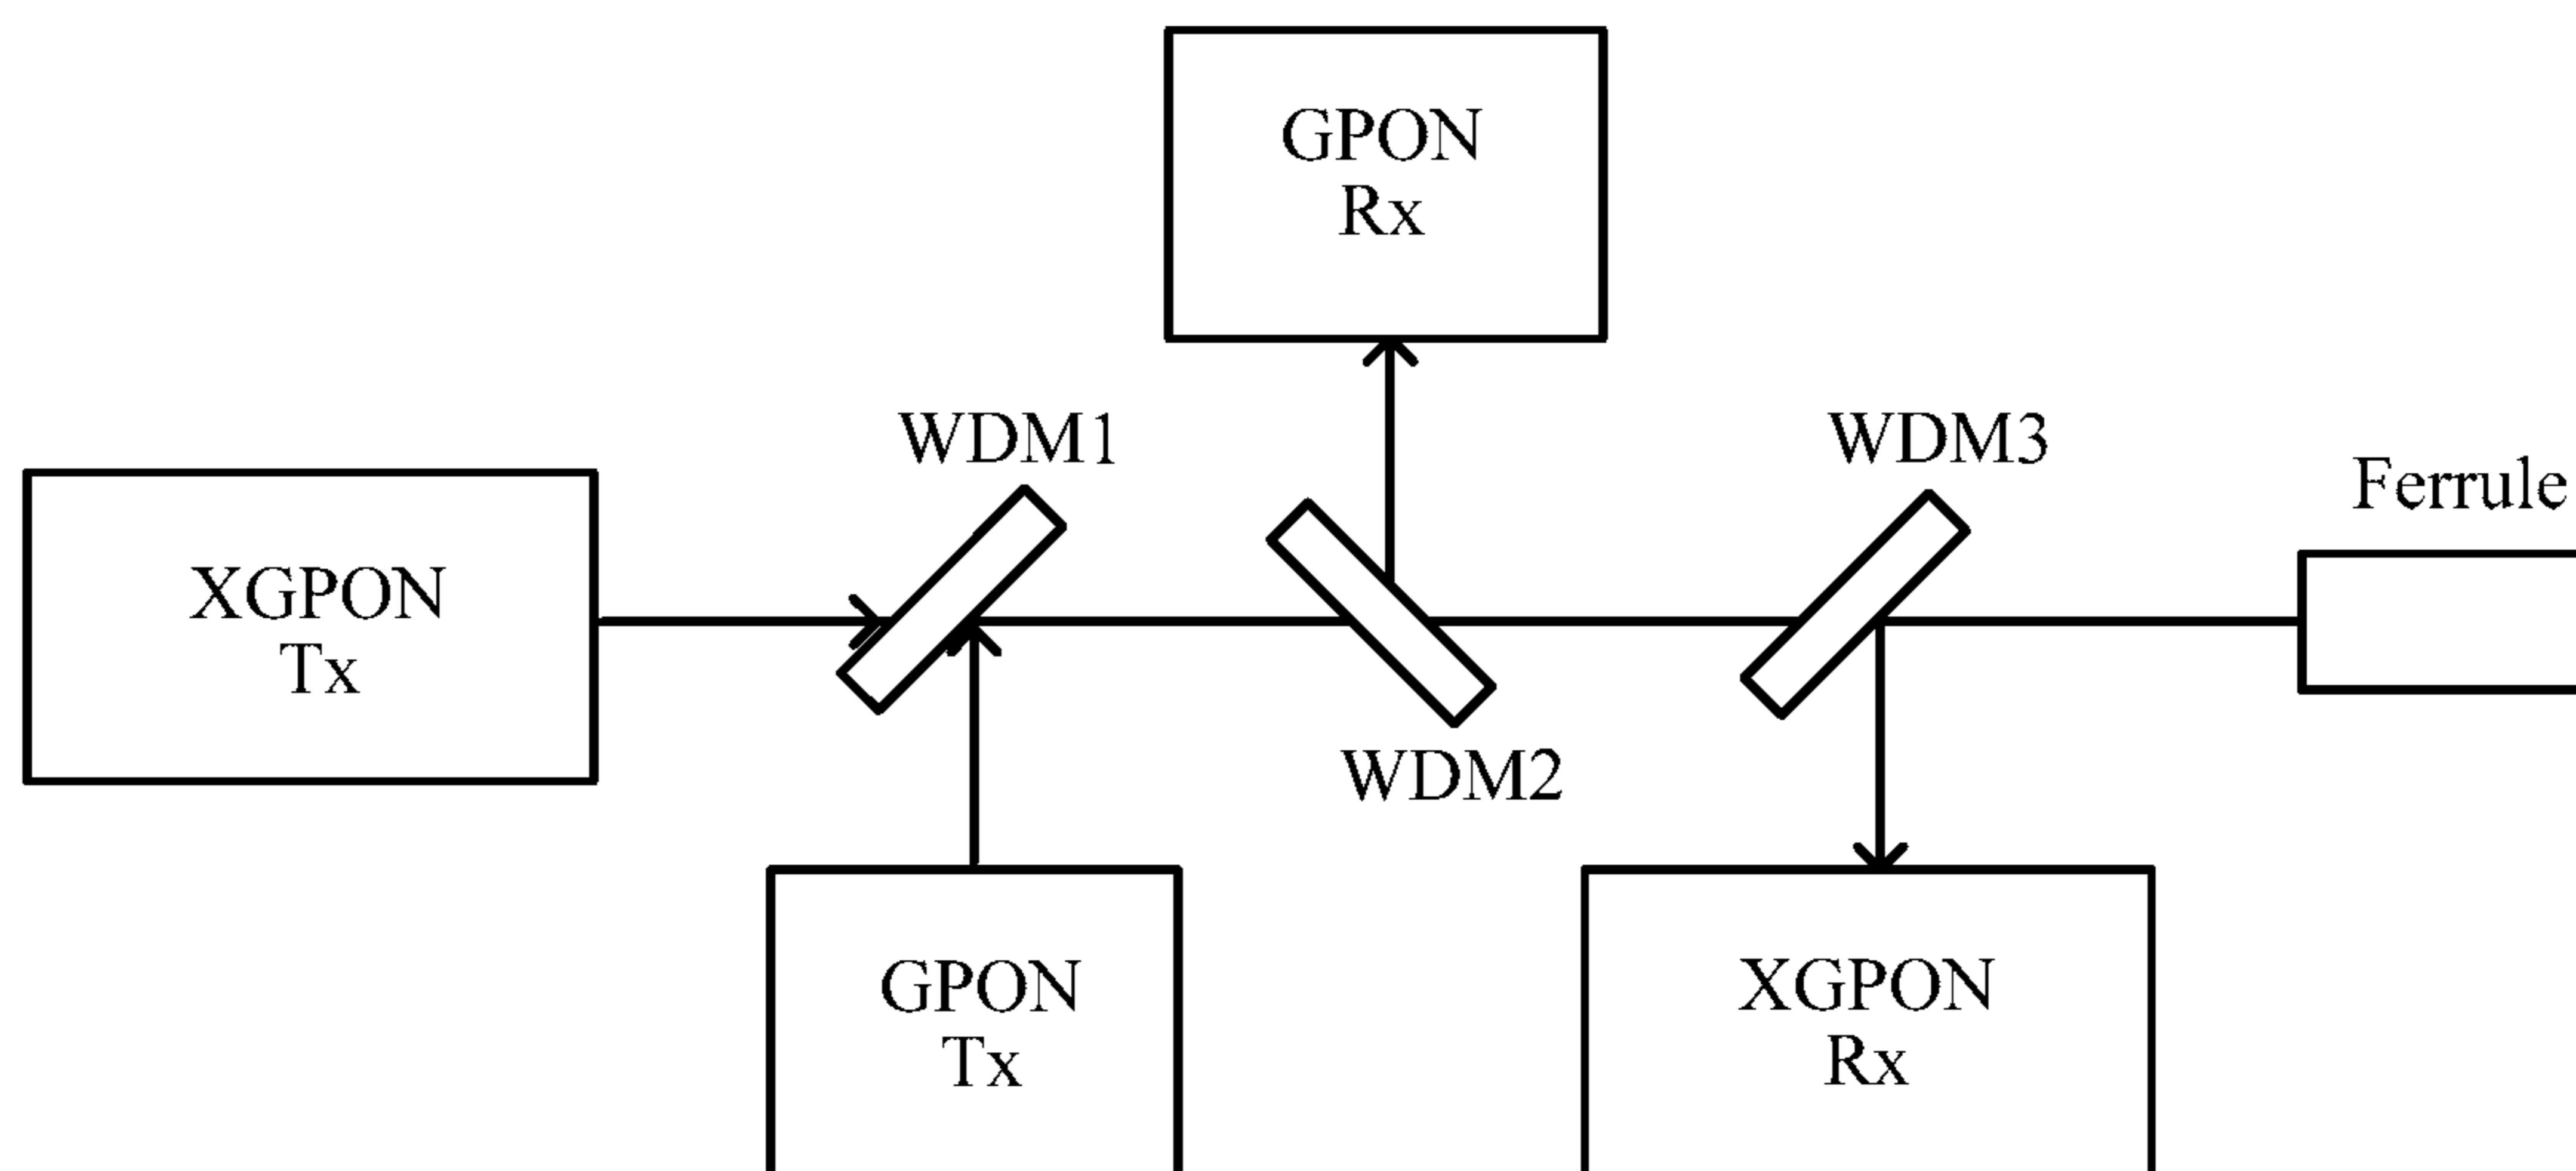 GPON
Rx
WDM1
WDM3
Ferrule
XGPON
Tx
WDM2
GPON
Tx
XGPON
Rx